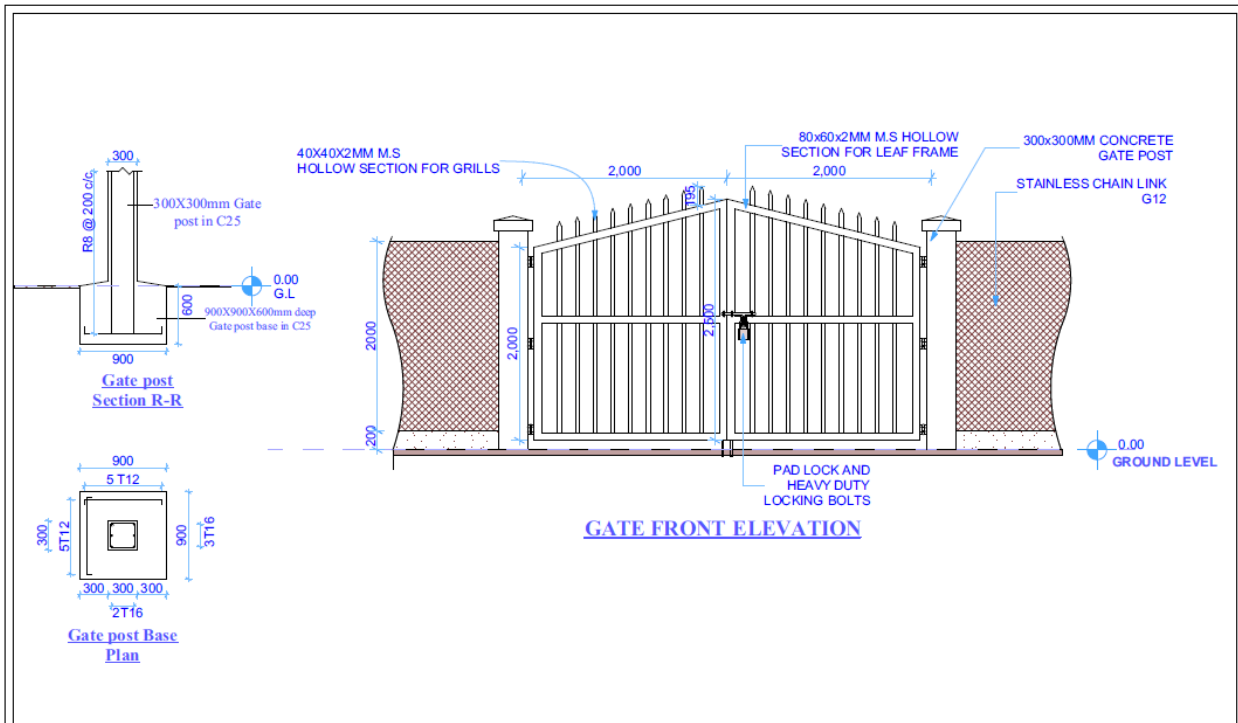 300
R8 @ 200 c/c
300X300mm Gate
post in C25
0.00
G.L
600
900X900X600mm deep
Gate post base in C25
900
Gate post
Section R-R
900
5 T12
5T12
300
900
3T16
300 300 300
2T16
Gate post Base
Plan
40X40X2MM M.S
HOLLOW SECTION FOR GRILLS
80x60x2MM M.S HOLLOW
SECTION FOR LEAF FRAME
300x300MM CONCRETE
GATE POST
STAINLESS CHAIN LINK
G12
2,000
2,000
195
2000
200
2,000
2,500
0.00
GROUND LEVEL
PAD LOCK AND
HEAVY DUTY
LOCKING BOLTS
GATE FRONT ELEVATION